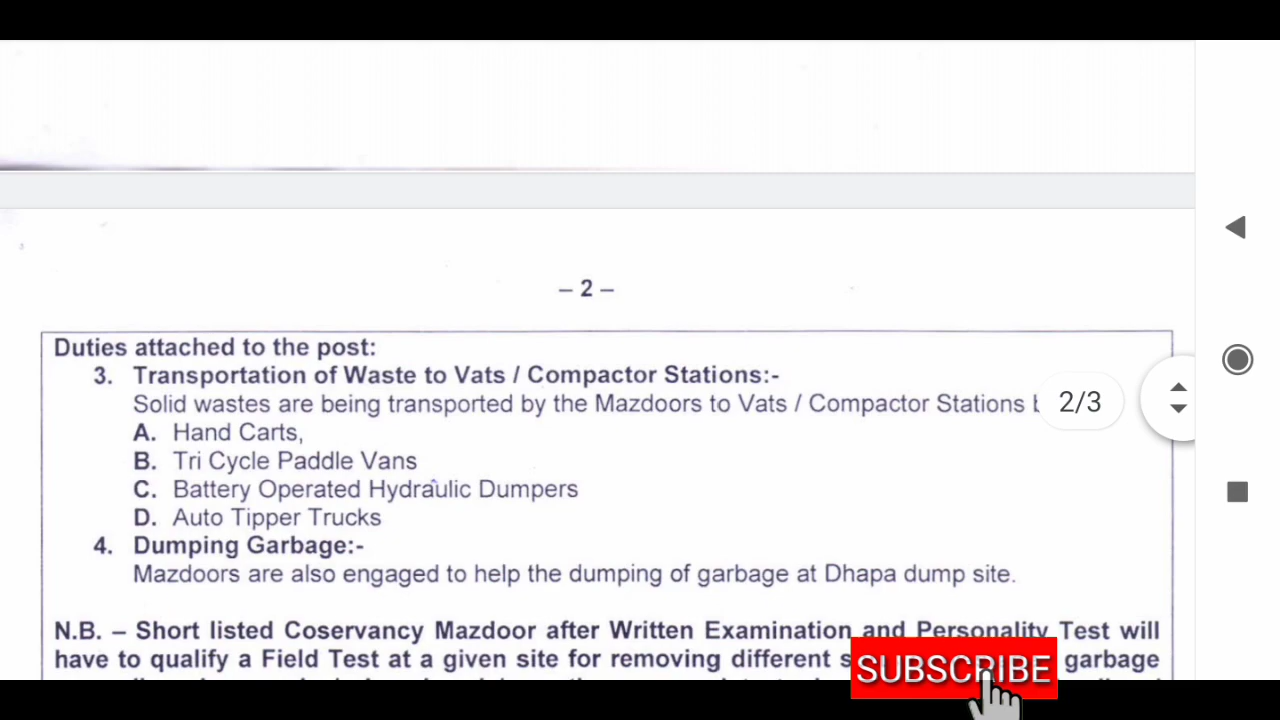 – 2 –
Duties attached to the post:
3. Transportation of Waste to Vats / Compactor Stations:-
Solid wastes are being transported by the Mazdoors to Vats / Compactor Stations
2/3
A. Hand Carts,
B. Tri Cycle Paddle Vans
C. Battery Operated Hydraulic Dumpers
D. Auto Tipper Trucks
4. Dumping Garbage:-
Mazdoors are also engaged to help the dumping of garbage at Dhapa dump site.
N.B. – Short listed Coservancy Mazdoor after Written Examination and Personality Test will
have to qualify a Field Test at a given site for removing different garbage
SUBSCRIBE